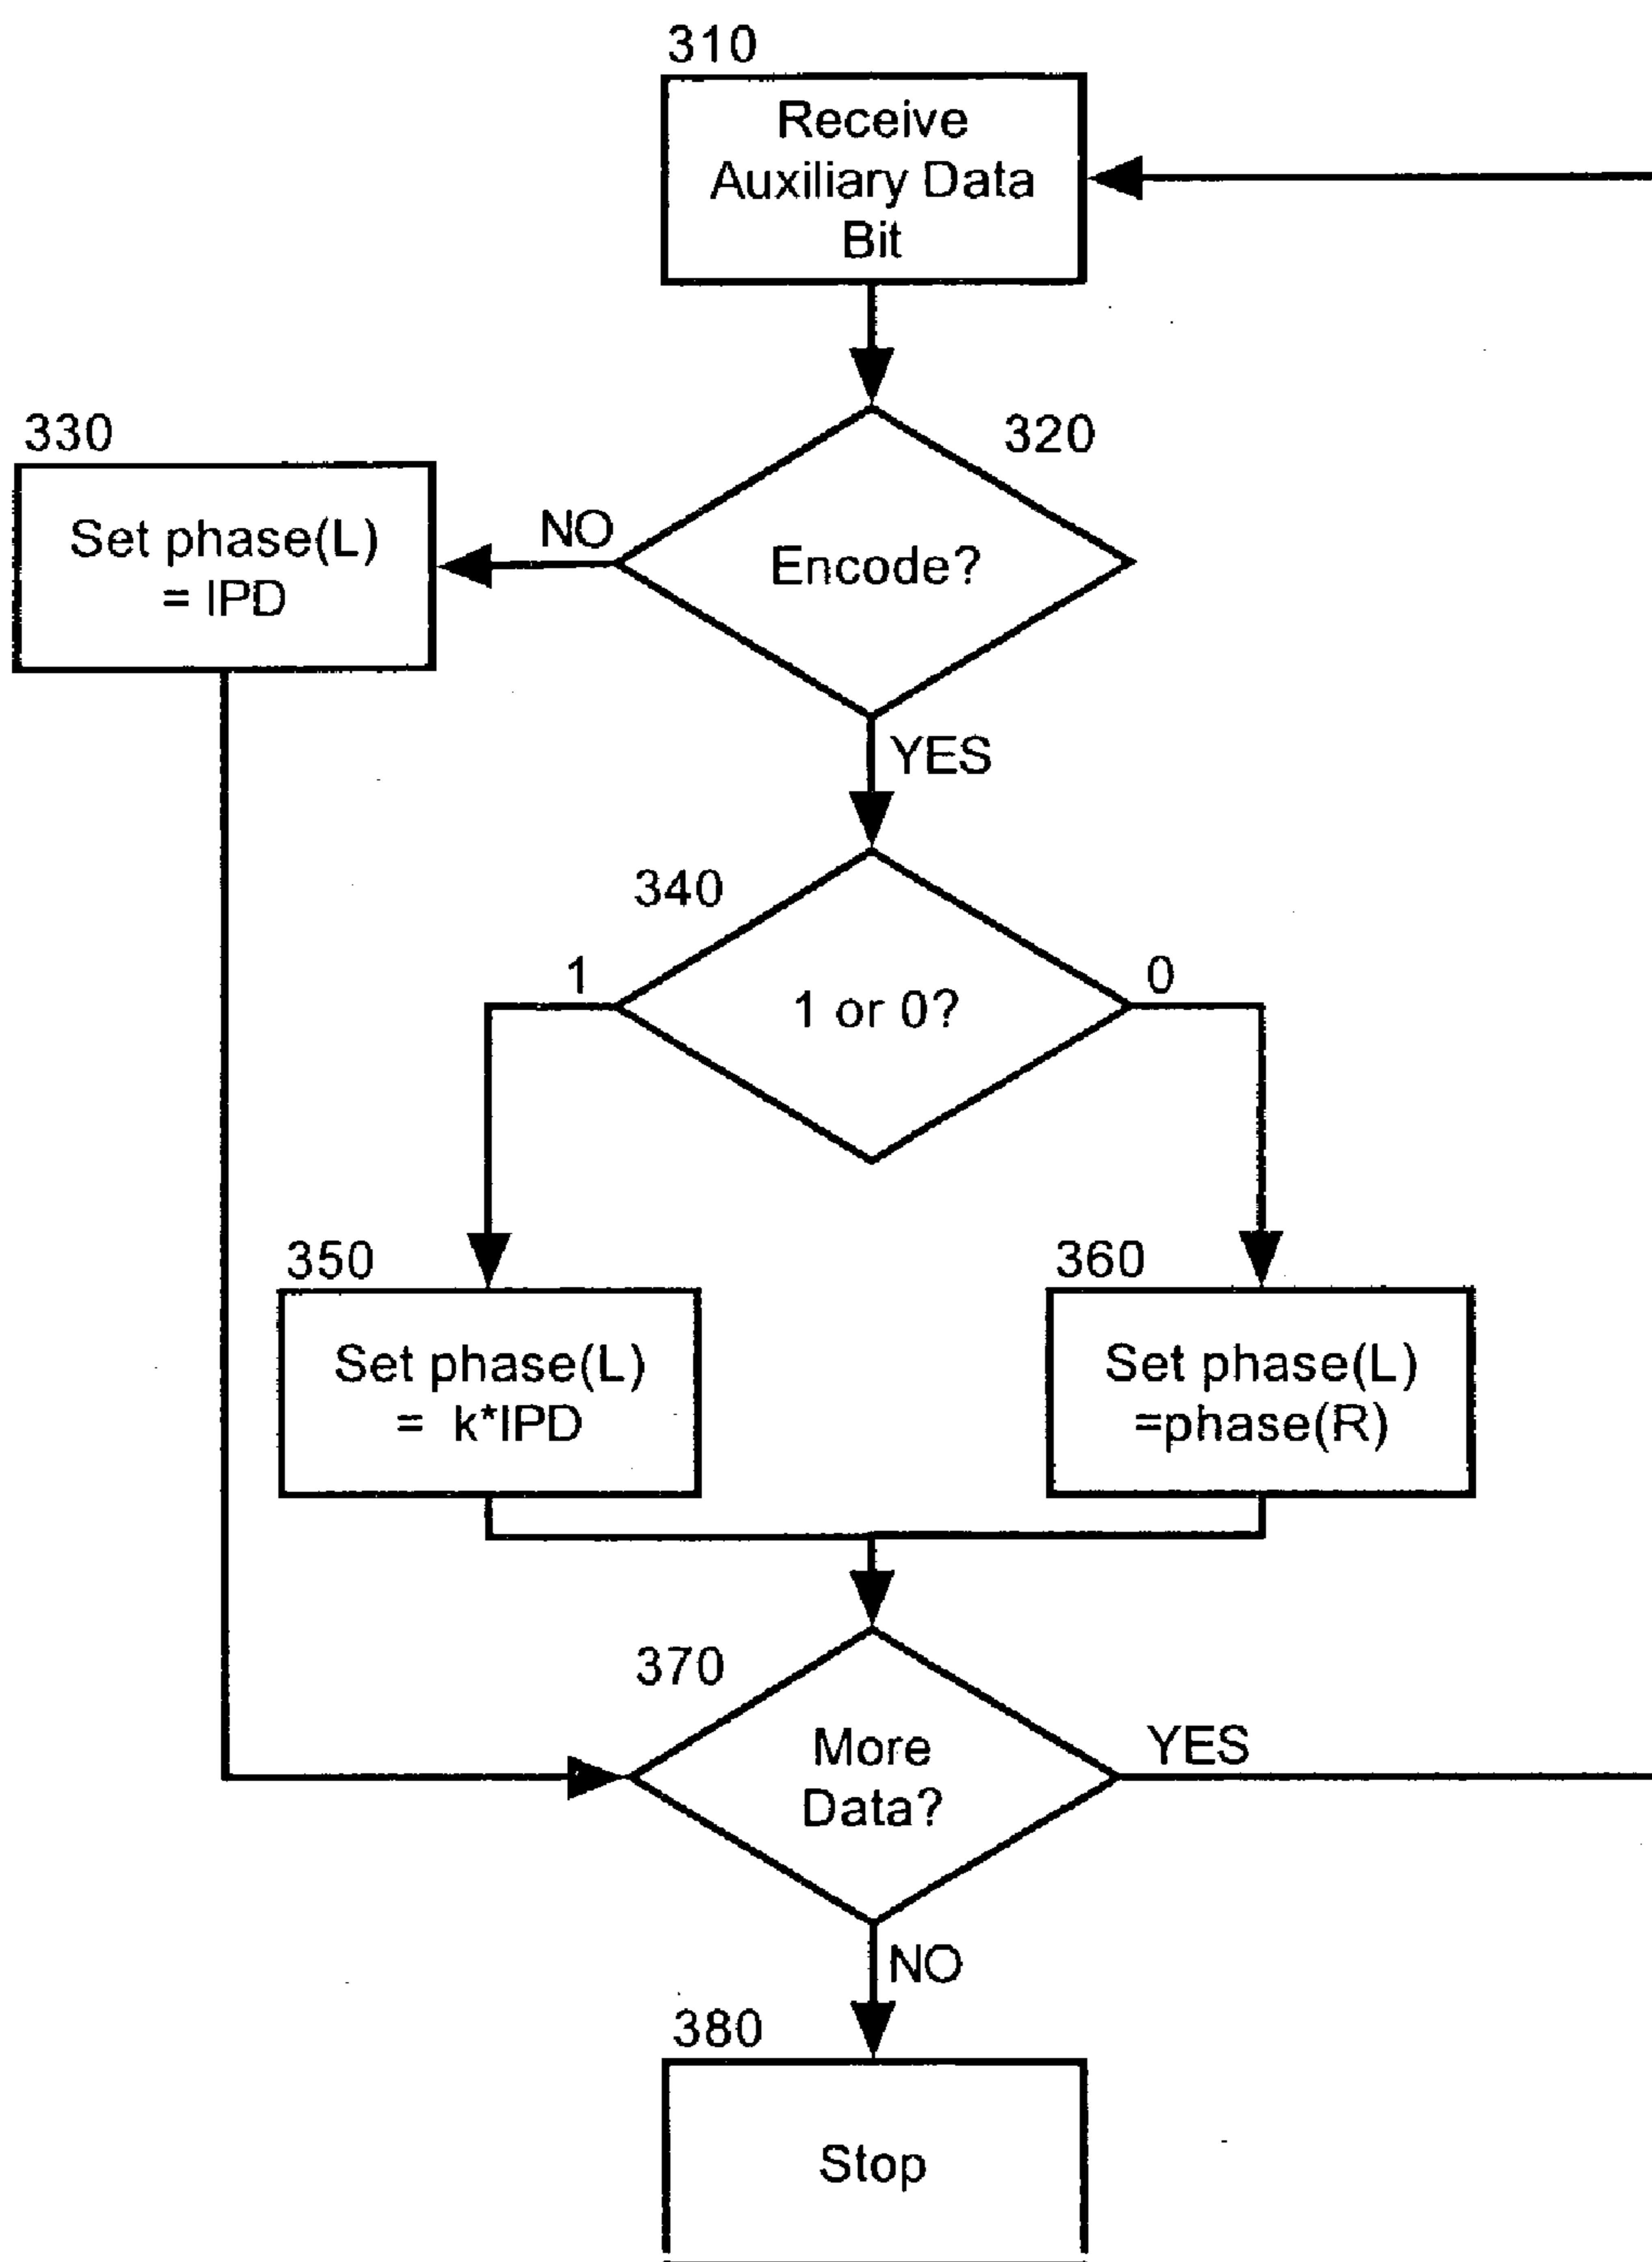 310
Receive
Auxiliary Data
Bit
320
Encode?
NO
330
Set phase(L)
= IPD
YES
340
1 or 0?
1
0
350
Set phase(L)
= k*IPD
360
Set phase(L)
=phase(R)
370
More
Data?
YES
NO
380
Stop